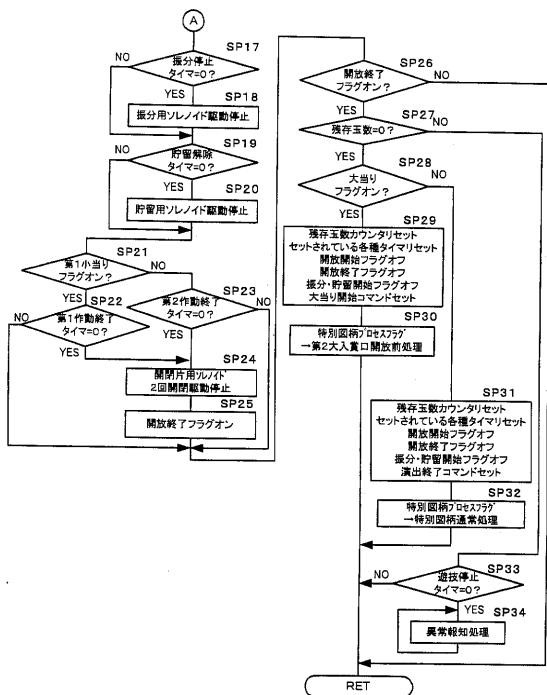 A
SP17
NO
振分停止
タイマ=0?
YES
SP18
振分用ソレノイド駆動停止
SP19
NO
貯留解除
タイマ=0?
YES
SP20
貯留用ソレノイド駆動停止
SP21
第1小当り
フラグオン?
NO
YES
SP22
SP23
NO
第1作動終了
タイマ=0?
YES
第2作動終了
タイマ=0?
NO
YES
SP24
開閉片用ソレノイド
2回開閉駆動停止
SP25
開放終了フラグオン
SP26
開放終了
フラグオン?
NO
YES
SP27
残存玉数=0?
NO
YES
SP28
大当り
フラグオン?
NO
YES
SP29
残存玉数カウンタリセット
セットされている各種タイマリセット
開放開始フラグオフ
開放終了フラグオフ
振分・貯留開始フラグオフ
大当り開始コマンドセット
SP30
特別図柄プロセスフラグ
→第2大入賞口開放前処理
SP31
残存玉数カウンタリセット
セットされている各種タイマリセット
開放開始フラグオフ
開放終了フラグオフ
振分・貯留開始フラグオフ
演出終了コマンドセット
SP32
特別図柄プロセスフラグ
→特別図柄通常処理
SP33
NO
遊技停止
タイマ=0?
YES
SP34
異常報知処理
RET